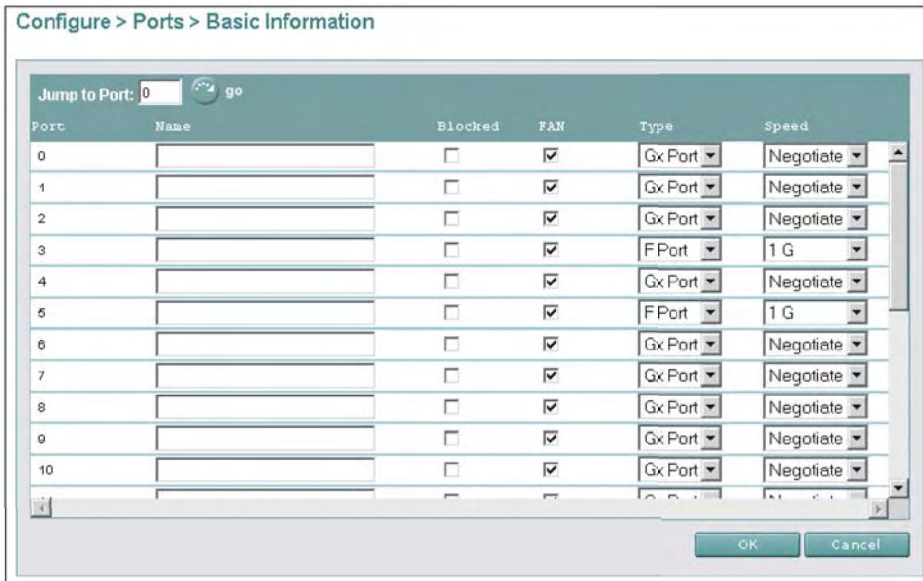 Configure > Ports > Basic Information
Jump to Port: 0 go
Port Name Blocked FAN Type Speed
0 Gx Port Negotiate
1 Gx Port Negotiate
2 Gx Port Negotiate
3 F Port 1 G
4 Gx Port Negotiate
5 F Port 1 G
6 Gx Port Negotiate
7 Gx Port Negotiate
8 Gx Port Negotiate
9 Gx Port Negotiate
10 Gx Port Negotiate
OK Cancel